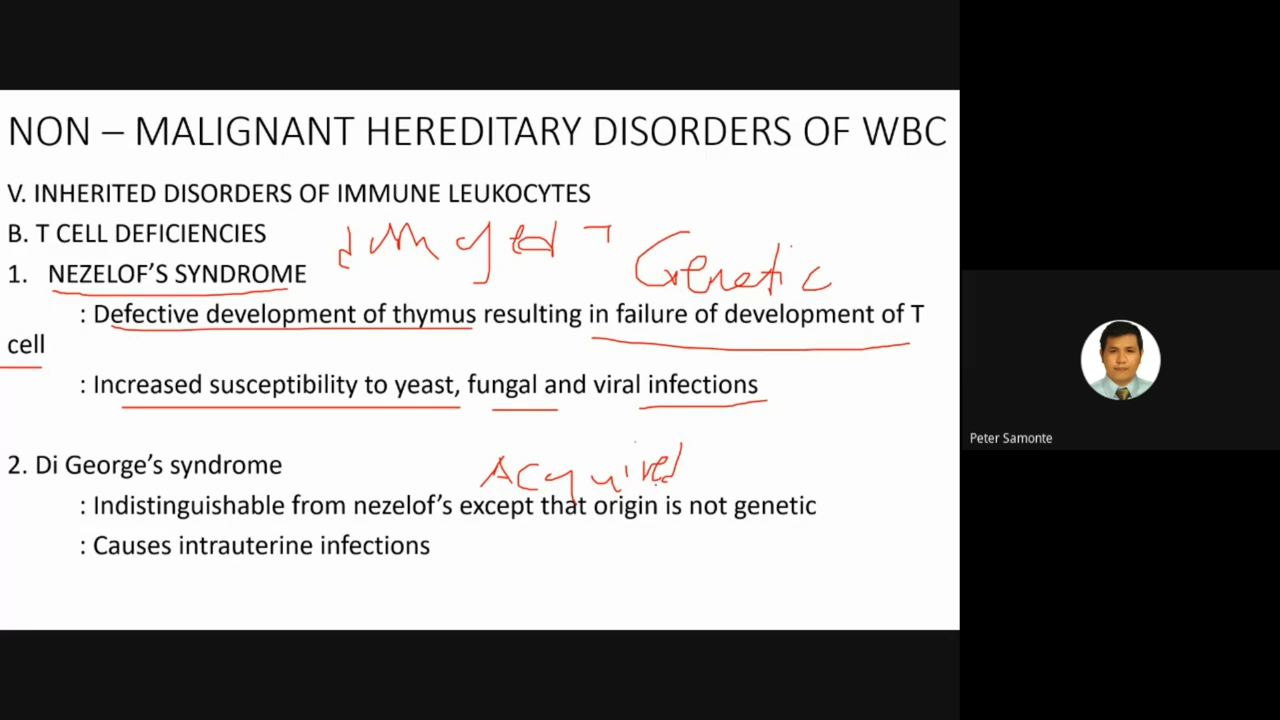 NON – MALIGNANT HEREDITARY DISORDERS OF WBC
V. INHERITED DISORDERS OF IMMUNE LEUKOCYTES
B. T CELL DEFICIENCIES
1. NEZELOF'S SYNDROME
Genetic
: Defective development of thymus resulting in failure of development of T
cell
: Increased susceptibility to yeast, fungal and viral infections
2. Di George's syndrome
Acquired
: Indistinguishable from nezelof's except that origin is not genetic
: Causes intrauterine infections
Peter Samonte